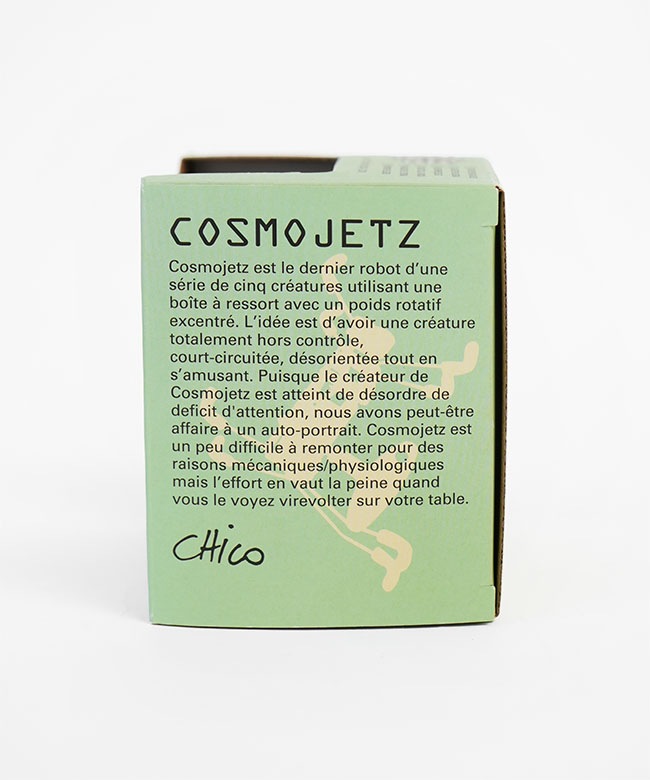 COSMOJETZ
Cosmojetz est le dernier robot d'une
série de cinq créatures utilisant une
boîte à ressort avec un poids rotatif
excentré. L'idée est d'avoir une créature
totalement hors contrôle,
court-circuitée, désorientée tout en
s'amusant. Puisque le créateur de
Cosmojetz est atteint de désordre de
deficit d'attention, nous avons peut-être
affaire à un auto-portrait. Cosmojetz est
un peu difficile à remonter pour des
raisons mécaniques/physiologiques
mais l'effort en vaut la peine quand
vous le voyez virevolter sur votre table.
CHico